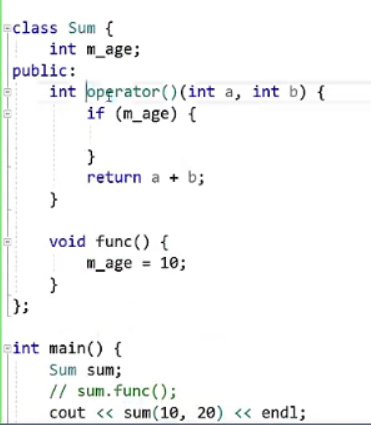 class Sum {
    int m_age;
public:
    int operator()(int a, int b) {
        if (m_age) {
        }
        return a + b;
    }
    void func() {
        m_age = 10;
    }
};
int main() {
    Sum sum;
    // sum.func();
    cout << sum(10, 20) << endl;